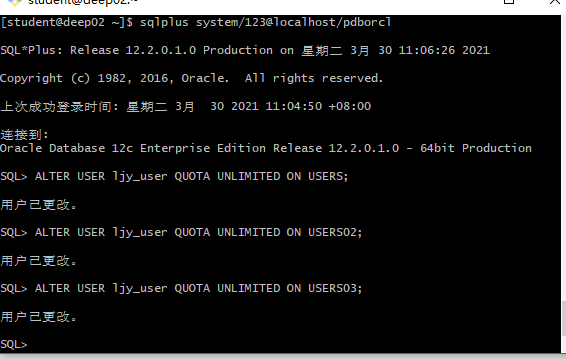 student@deep02:~
[student@deep02 ~]$ sqlplus system/123@localhost/pdborcl
SQL*Plus: Release 12.2.0.1.0 Production on 星期二 3月 30 11:06:26 2021
Copyright (c) 1982, 2016, Oracle.  All rights reserved.
上次成功登录时间: 星期二 3月  30 2021 11:04:50 +08:00
连接到:
Oracle Database 12c Enterprise Edition Release 12.2.0.1.0 - 64bit Production
SQL> ALTER USER ljy_user QUOTA UNLIMITED ON USERS;
用户已更改。
SQL> ALTER USER ljy_user QUOTA UNLIMITED ON USERS02;
用户已更改。
SQL> ALTER USER ljy_user QUOTA UNLIMITED ON USERS03;
用户已更改。
SQL>